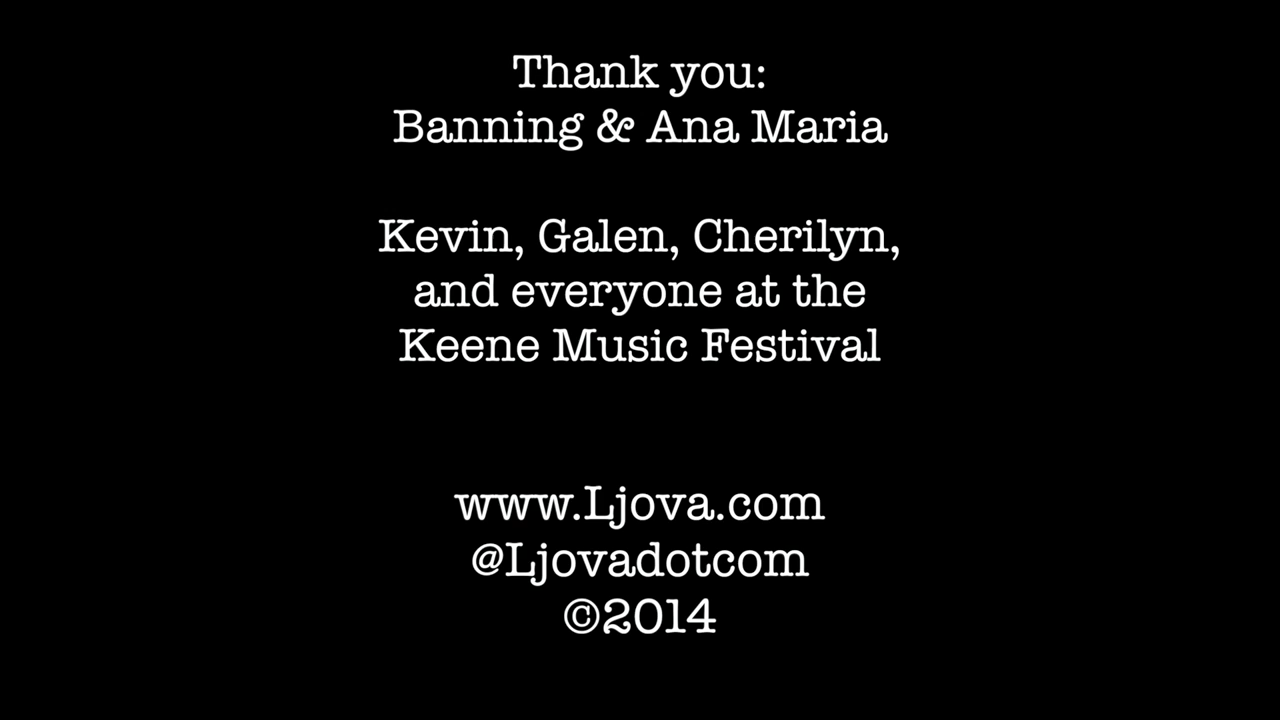 Thank you:
Banning & Ana Maria
Kevin, Galen, Cherilyn,
and everyone at the
Keene Music Festival
www.Ljova.com
@Ljovadotcom
©2014